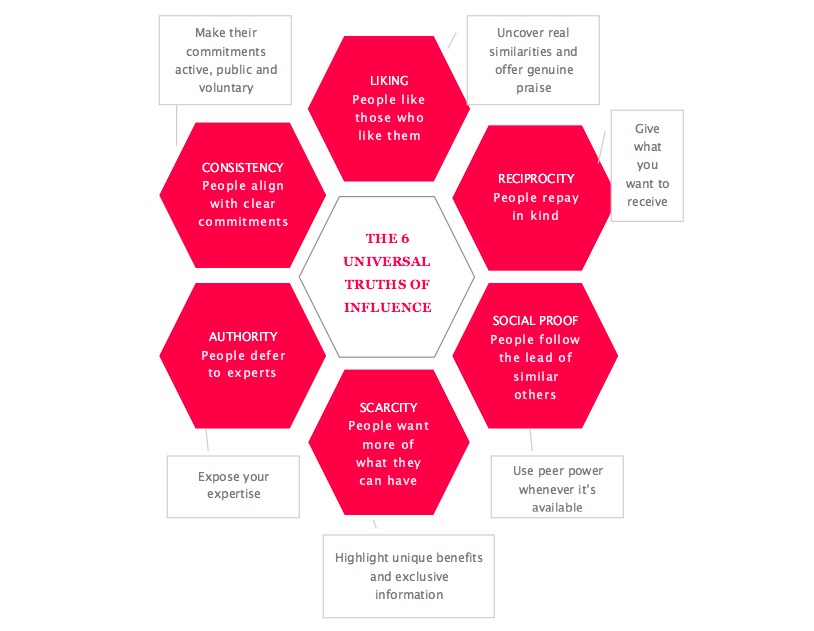 Make their
commitments
active, public and
voluntary
Uncover real
similarities and
offer genuine
praise
LIKING
People like
those who
like them
Give
what
you
want to
receive
CONSISTENCY
People align
with clear
commitments
RECIPROCITY
People repay
in kind
THE 6
UNIVERSAL
TRUTHS OF
INFLUENCE
AUTHORITY
People defer
to experts
SOCIAL PROOF
People follow
the lead of
similar
others
SCARCITY
People want
more of
what they
can have
Expose your
expertise
Use peer power
whenever it’s
available
Highlight unique benefits
and exclusive
information